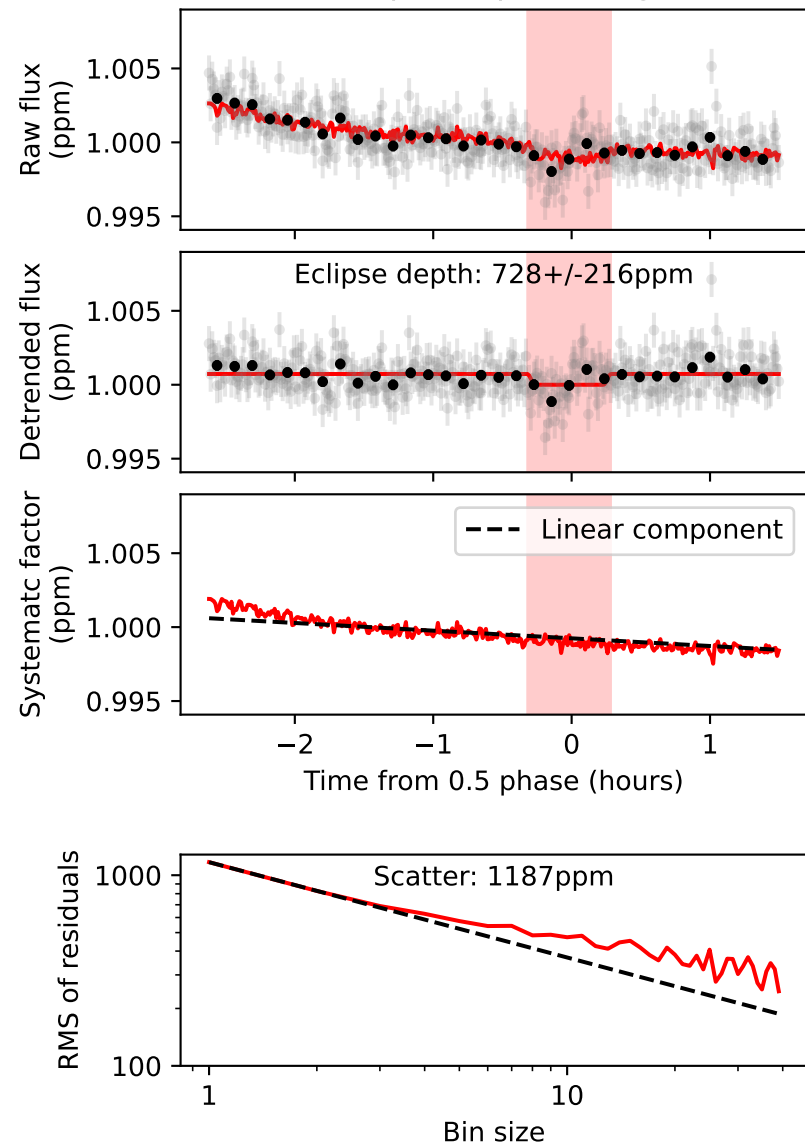 Raw flux
(ppm)
1.005
1.000
0.995
Eclipse depth: 728+/-216ppm
Detrended flux
(ppm)
1.005
1.000
0.995
Linear component
Systematc factor
(ppm)
1.005
1.000
0.995
−2 −1 0 1
Time from 0.5 phase (hours)
Scatter: 1187ppm
RMS of residuals
1000
100
1 10
Bin size